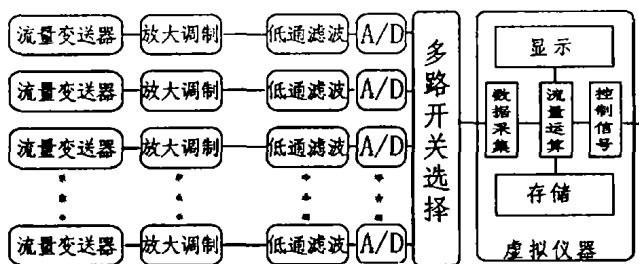 流量变送器 放大调制 低通滤波 A/D
流量变送器 放大调制 低通滤波 A/D
流量变送器 放大调制 低通滤波 A/D
流量变送器 放大调制 低通滤波 A/D
多路开关选择
显示
数据采集
流量运算
控制信号
存储
虚拟仪器